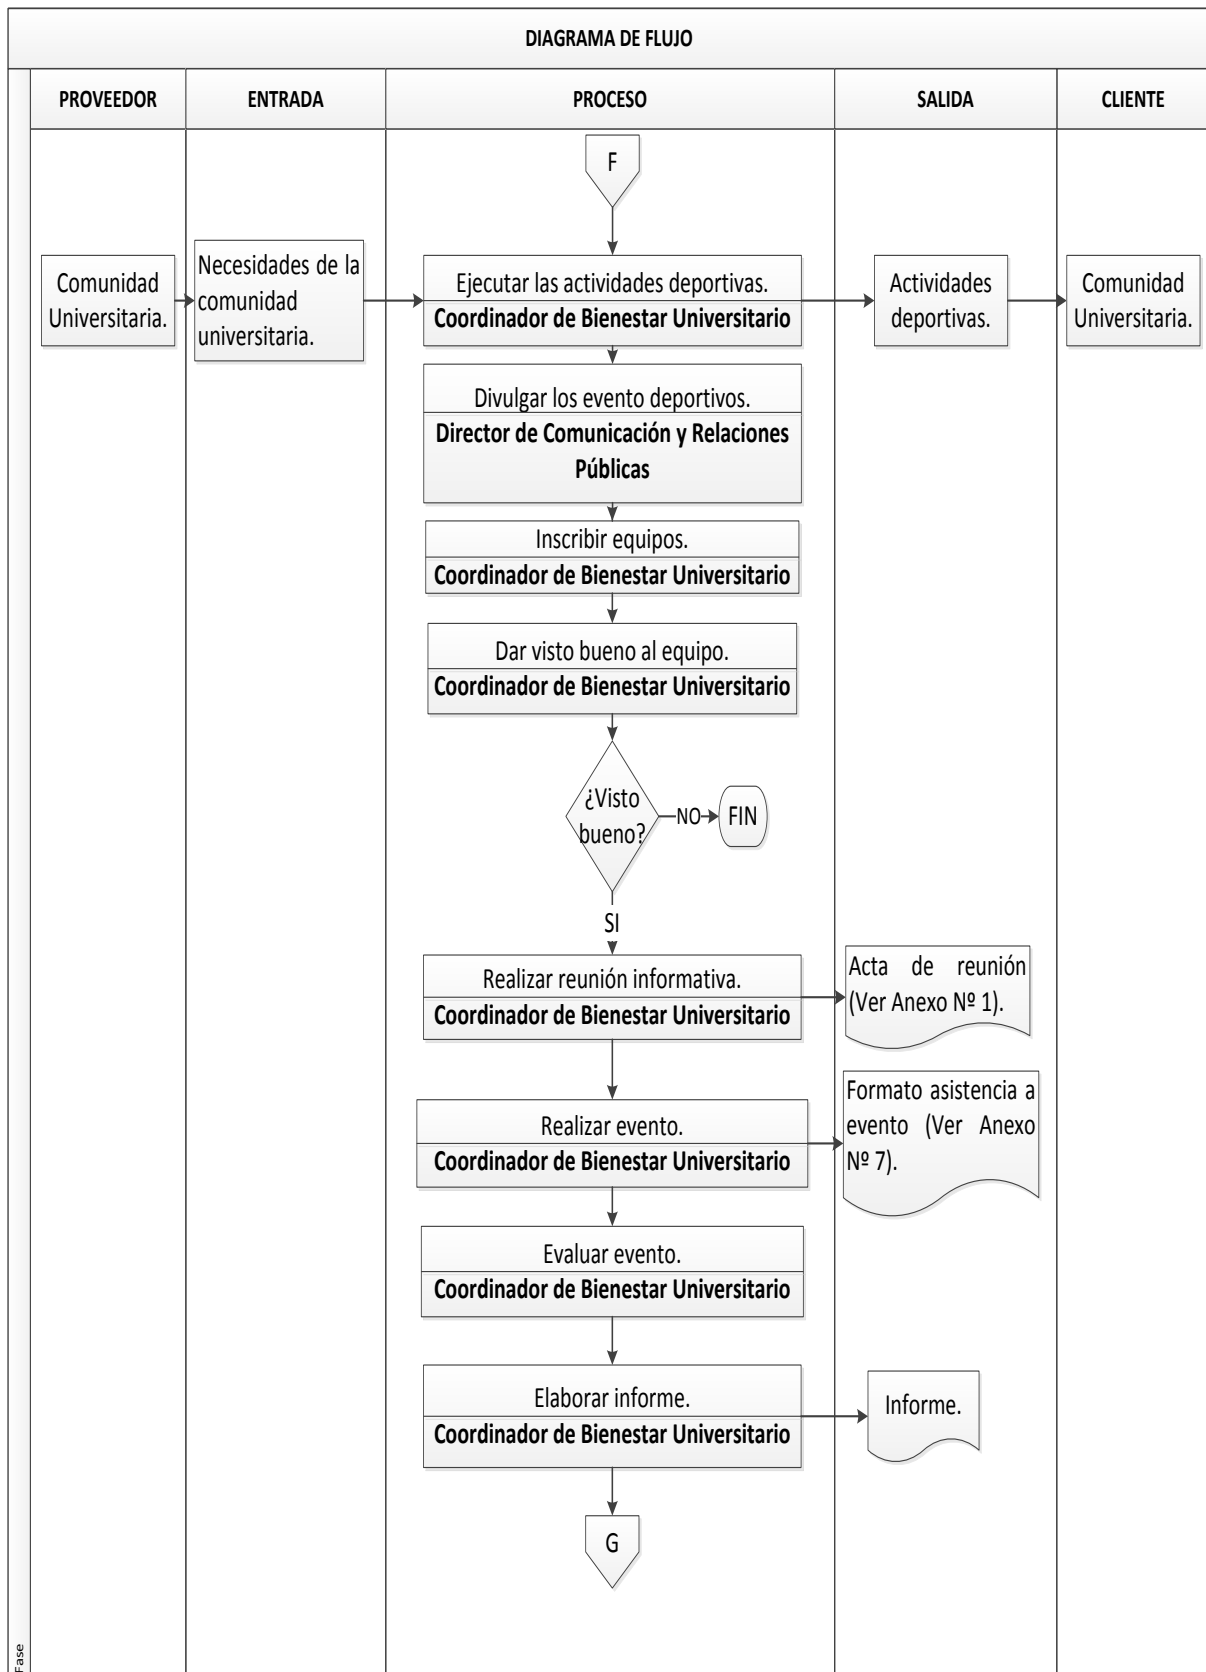 DIAGRAMA DE FLUJO
PROVEEDOR
ENTRADA
PROCESO
SALIDA
CLIENTE
F
Comunidad
Universitaria.
Necesidades de la
comunidad
universitaria.
Ejecutar las actividades deportivas.
Coordinador de Bienestar Universitario
Actividades
deportivas.
Comunidad
Universitaria.
Divulgar los evento deportivos.
Director de Comunicación y Relaciones
Públicas
Inscribir equipos.
Coordinador de Bienestar Universitario
Dar visto bueno al equipo.
Coordinador de Bienestar Universitario
¿Visto
bueno?
NO
FIN
SI
Realizar reunión informativa.
Coordinador de Bienestar Universitario
Acta de reunión
(Ver Anexo Nº 1).
Realizar evento.
Coordinador de Bienestar Universitario
Formato asistencia a
evento (Ver Anexo
Nº 7).
Evaluar evento.
Coordinador de Bienestar Universitario
Elaborar informe.
Coordinador de Bienestar Universitario
Informe.
G
Fase